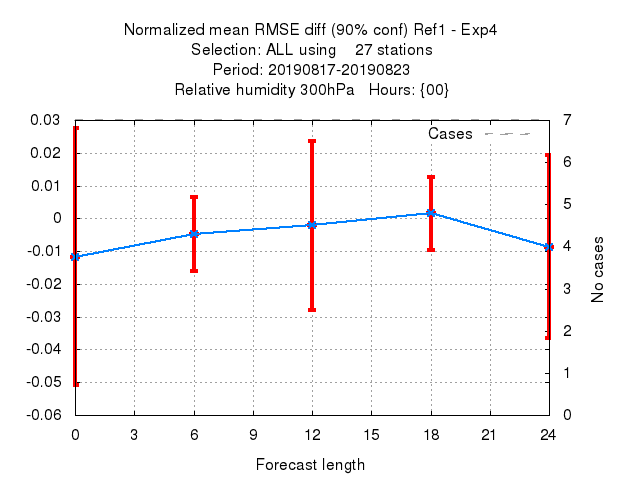 Normalized mean RMSE diff (90% conf) Ref1 - Exp4
Selection: ALL using    27 stations
Period: 20190817-20190823
Relative humidity 300hPa   Hours: {00}
0.03
0.02
0.01
0
-0.01
-0.02
-0.03
-0.04
-0.05
-0.06
Cases
7
6
5
4
3
2
1
0
No cases
0 3 6 9 12 15 18 21 24
Forecast length